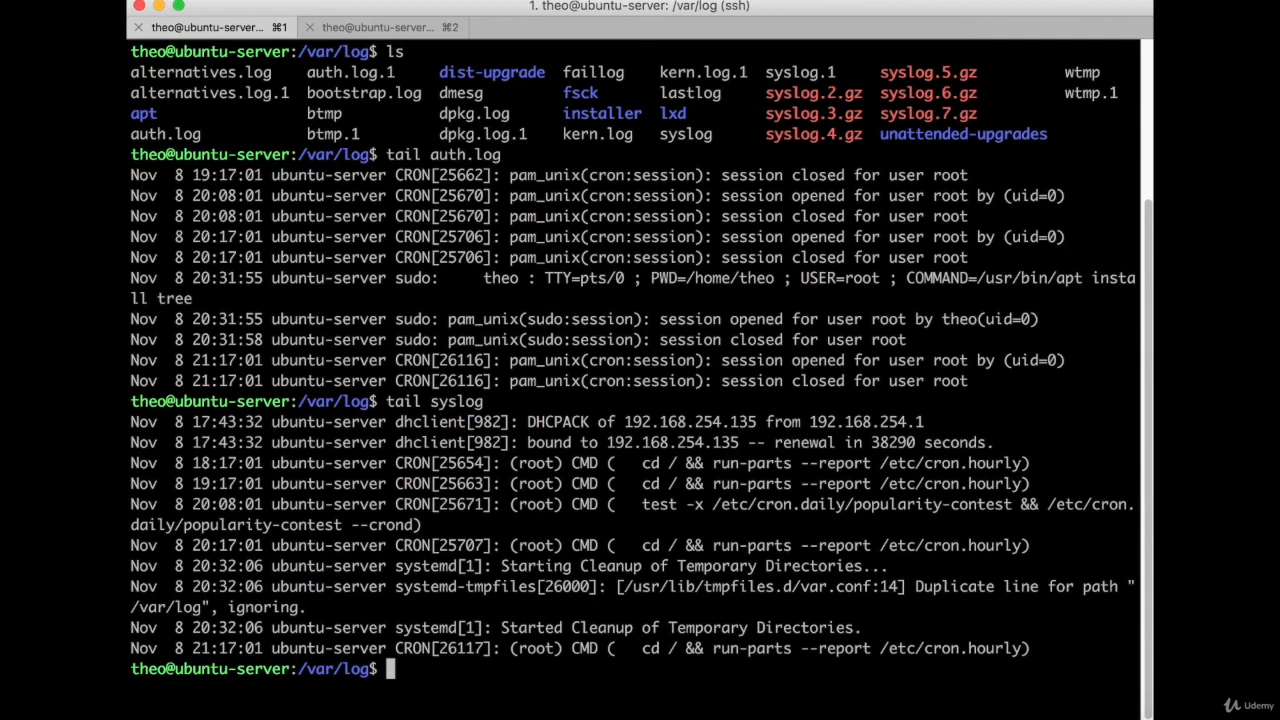 1. theo@ubuntu-server: /var/log (ssh)
theo@ubuntu-server... ⌘1 theo@ubuntu-server... ⌘2
theo@ubuntu-server:/var/log$ ls
alternatives.log auth.log.1 dist-upgrade faillog kern.log.1 syslog.1 syslog.5.gz wtmp
alternatives.log.1 bootstrap.log dmesg fsck lastlog syslog.2.gz syslog.6.gz wtmp.1
apt btmp dpkg.log installer lxd syslog.3.gz syslog.7.gz
auth.log btmp.1 dpkg.log.1 kern.log syslog syslog.4.gz unattended-upgrades
theo@ubuntu-server:/var/log$ tail auth.log
Nov  8 19:17:01 ubuntu-server CRON[25662]: pam_unix(cron:session): session closed for user root
Nov  8 20:08:01 ubuntu-server CRON[25670]: pam_unix(cron:session): session opened for user root by (uid=0)
Nov  8 20:08:01 ubuntu-server CRON[25670]: pam_unix(cron:session): session closed for user root
Nov  8 20:17:01 ubuntu-server CRON[25706]: pam_unix(cron:session): session opened for user root by (uid=0)
Nov  8 20:17:01 ubuntu-server CRON[25706]: pam_unix(cron:session): session closed for user root
Nov  8 20:31:55 ubuntu-server sudo:     theo : TTY=pts/0 ; PWD=/home/theo ; USER=root ; COMMAND=/usr/bin/apt insta
ll tree
Nov  8 20:31:55 ubuntu-server sudo: pam_unix(sudo:session): session opened for user root by theo(uid=0)
Nov  8 20:31:58 ubuntu-server sudo: pam_unix(sudo:session): session closed for user root
Nov  8 21:17:01 ubuntu-server CRON[26116]: pam_unix(cron:session): session opened for user root by (uid=0)
Nov  8 21:17:01 ubuntu-server CRON[26116]: pam_unix(cron:session): session closed for user root
theo@ubuntu-server:/var/log$ tail syslog
Nov  8 17:43:32 ubuntu-server dhclient[982]: DHCPACK of 192.168.254.135 from 192.168.254.1
Nov  8 17:43:32 ubuntu-server dhclient[982]: bound to 192.168.254.135 -- renewal in 38290 seconds.
Nov  8 18:17:01 ubuntu-server CRON[25654]: (root) CMD (   cd / && run-parts --report /etc/cron.hourly)
Nov  8 19:17:01 ubuntu-server CRON[25663]: (root) CMD (   cd / && run-parts --report /etc/cron.hourly)
Nov  8 20:08:01 ubuntu-server CRON[25671]: (root) CMD (   test -x /etc/cron.daily/popularity-contest && /etc/cron.
daily/popularity-contest --crond)
Nov  8 20:17:01 ubuntu-server CRON[25707]: (root) CMD (   cd / && run-parts --report /etc/cron.hourly)
Nov  8 20:32:06 ubuntu-server systemd[1]: Starting Cleanup of Temporary Directories...
Nov  8 20:32:06 ubuntu-server systemd-tmpfiles[26000]: [/usr/lib/tmpfiles.d/var.conf:14] Duplicate line for path "
/var/log", ignoring.
Nov  8 20:32:06 ubuntu-server systemd[1]: Started Cleanup of Temporary Directories.
Nov  8 21:17:01 ubuntu-server CRON[26117]: (root) CMD (   cd / && run-parts --report /etc/cron.hourly)
theo@ubuntu-server:/var/log$
Udemy